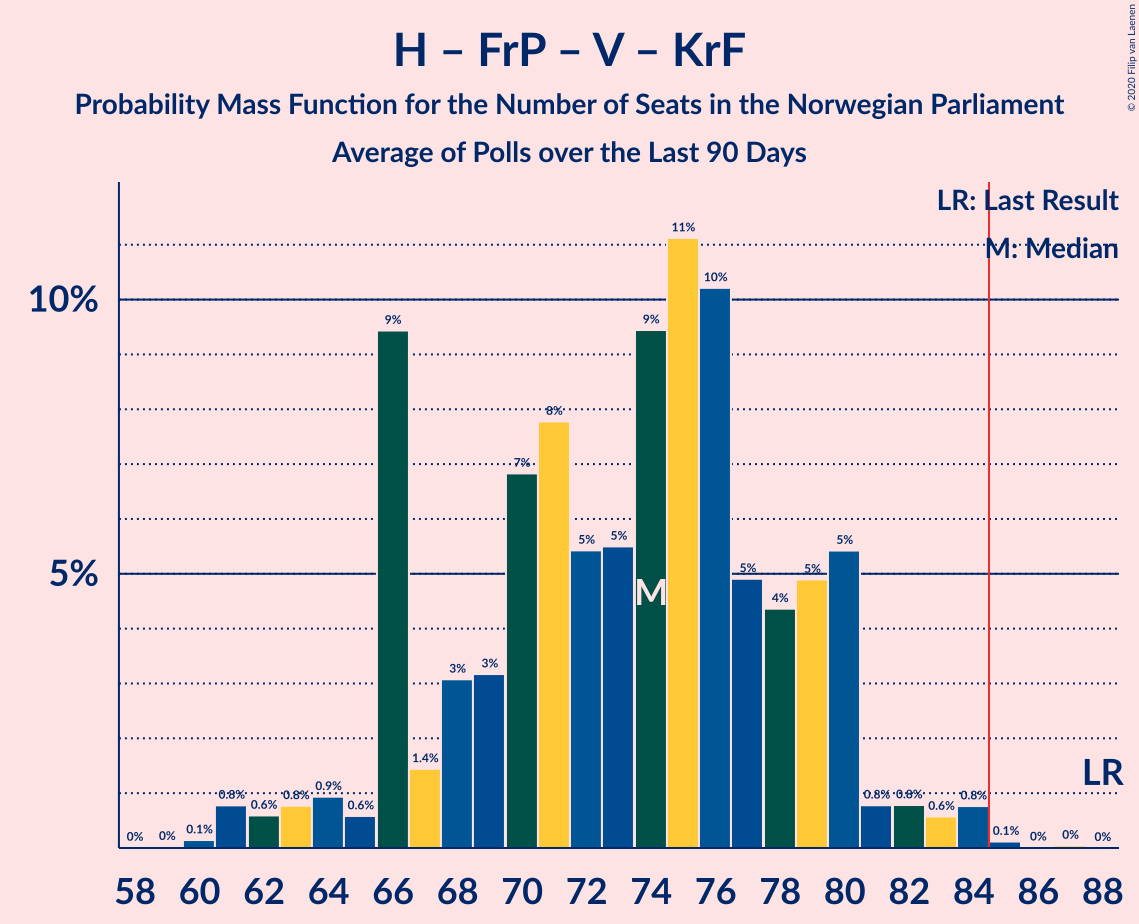 H – FrP – V – KrF
Probability Mass Function for the Number of Seats in the Norwegian Parliament
Average of Polls over the Last 90 Days
© 2020 Filip van Laenen
LR: Last Result
M: Median
10%
5%
0% 0% 0.1% 0.8% 0.6% 0.8% 0.9% 0.6% 9% 1.4% 3% 3% 7% 8% 5% 5% 9% 11% 10% 5% 4% 5% 5% 0.8% 0.8% 0.6% 0.8% 0.1% 0% 0% 0%
M
LR
58 60 62 64 66 68 70 72 74 76 78 80 82 84 86 88